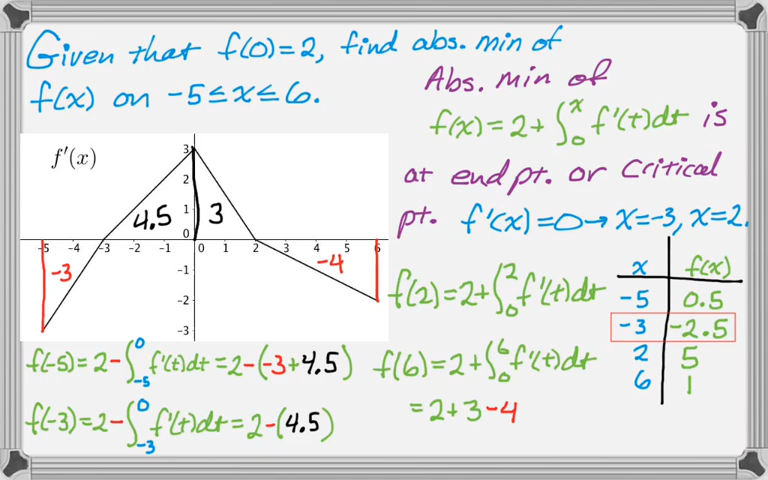 Given that f(0)=2, find abs. min of
f(x) on -5≤x≤6.
Abs. min of
f(x)=2+∫₀ˣ f'(t)dt is
at end pt. or critical
pt. f'(x)=0→x=-3, x=2.
f'(x)
3
2
1
0
-1
-2
-3
-5 -4 -3 -2 -1 0 1 2 3 4 5 6
4.5 3
-3 -4
f(-5)=2-∫₋₅⁰ f'(t)dt=2-(-3+4.5)
f(-3)=2-∫₋₃⁰ f'(t)dt=2-(4.5)
f(2)=2+∫₀² f'(t)dt
f(6)=2+∫₀⁶ f'(t)dt
=2+3-4
x f(x)
-5 0.5
-3 -2.5
2 5
6 1